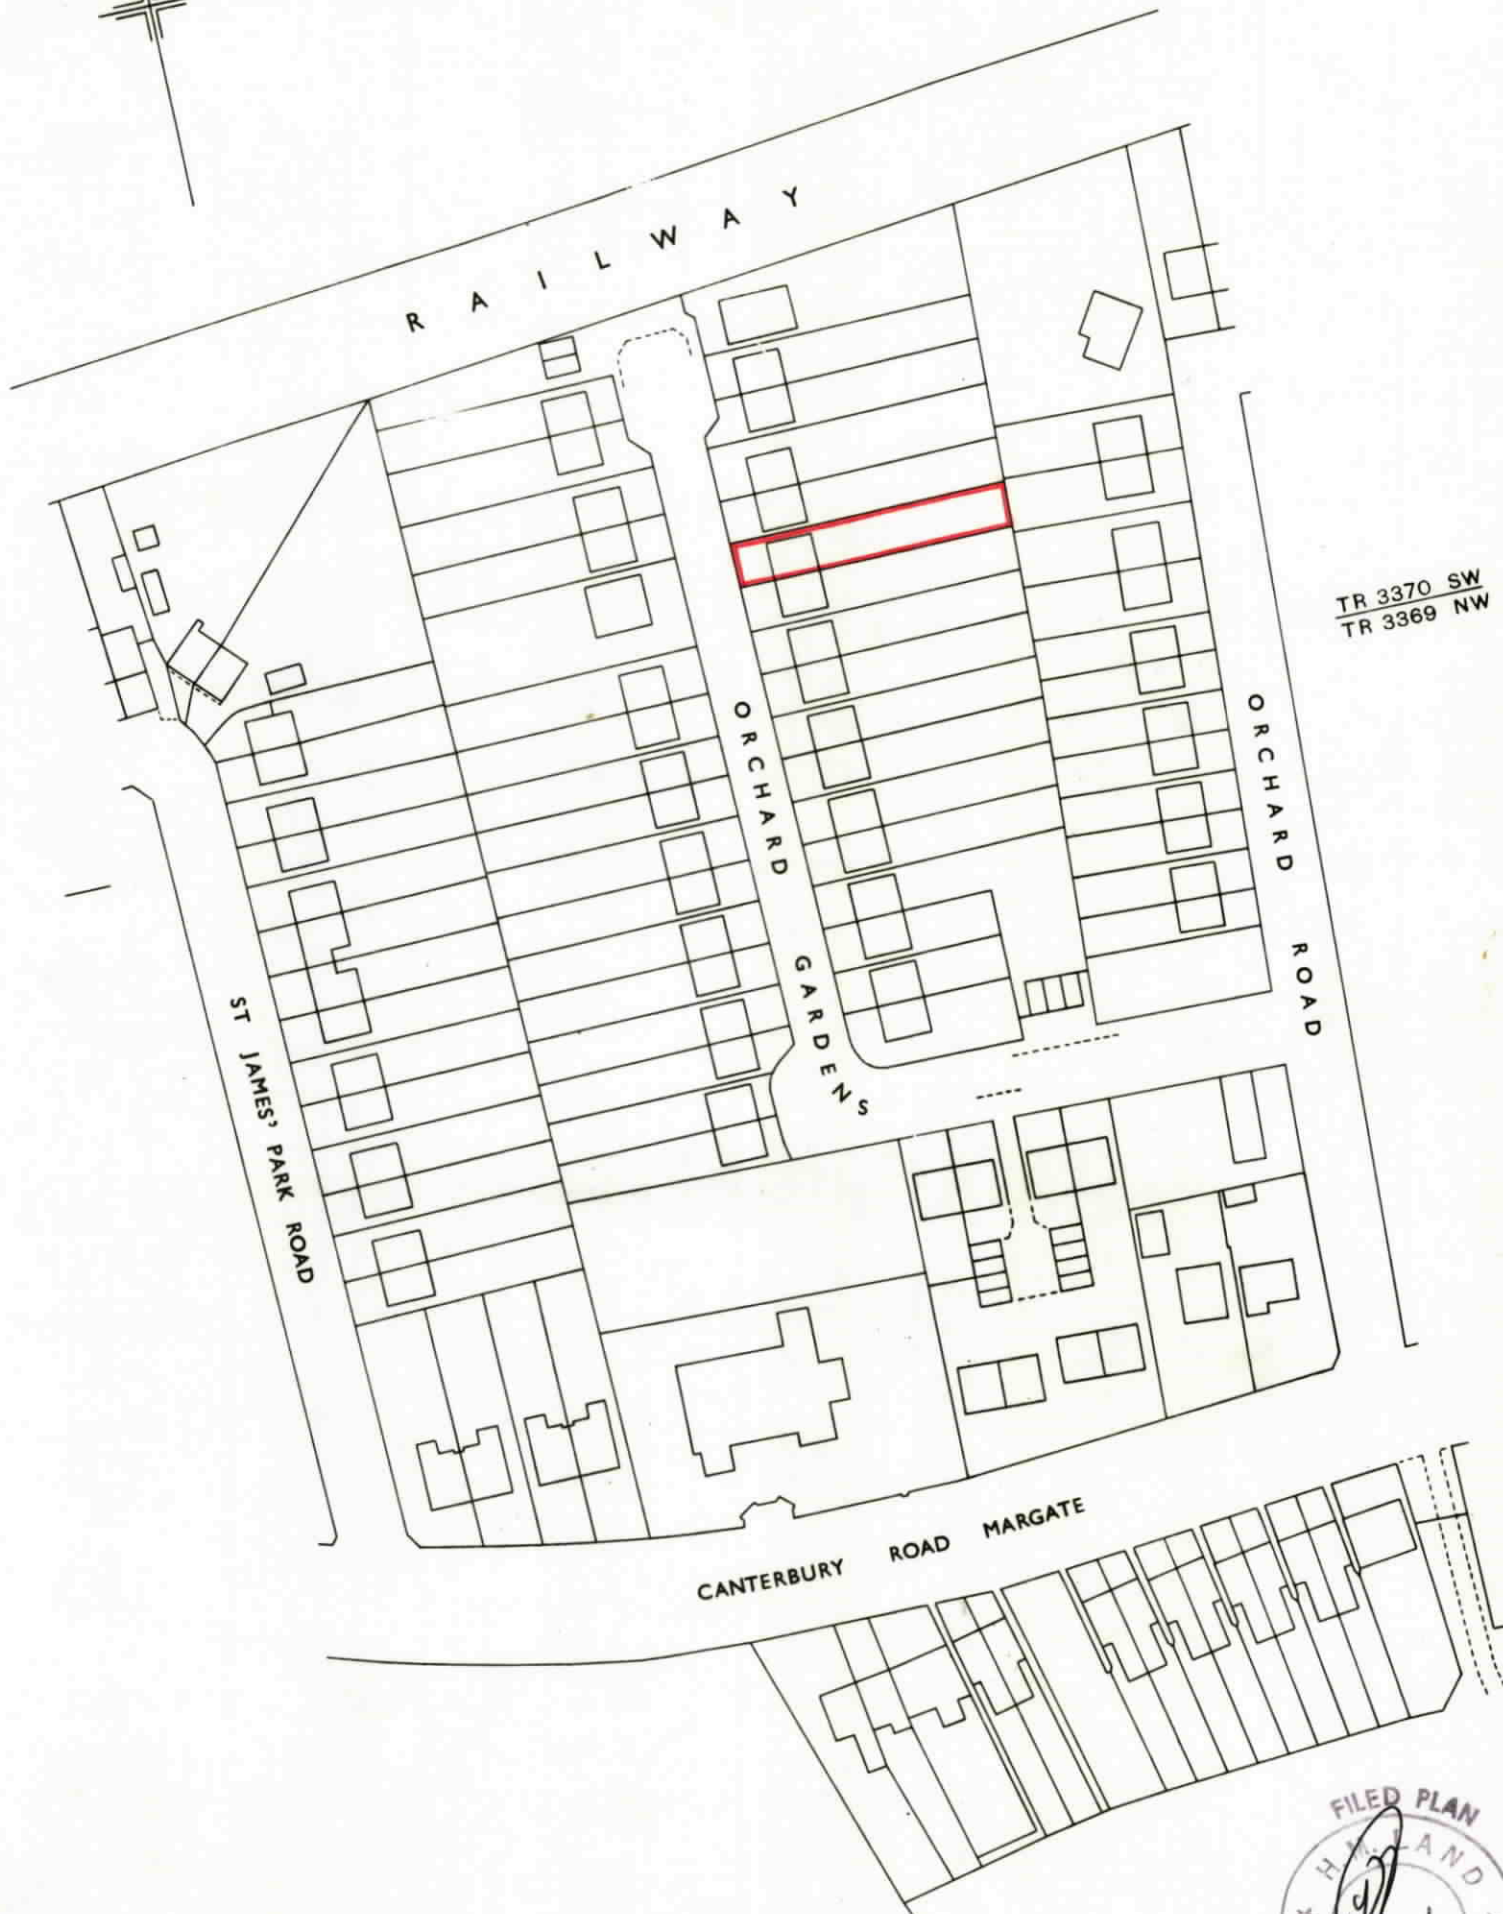 RAILWAY
TR 3370 SW
TR 3369 NW
ORCHARD GARDENS
ORCHARD ROAD
ST JAMES' PARK ROAD
CANTERBURY ROAD MARGATE
FILED PLAN
H.M. LAND